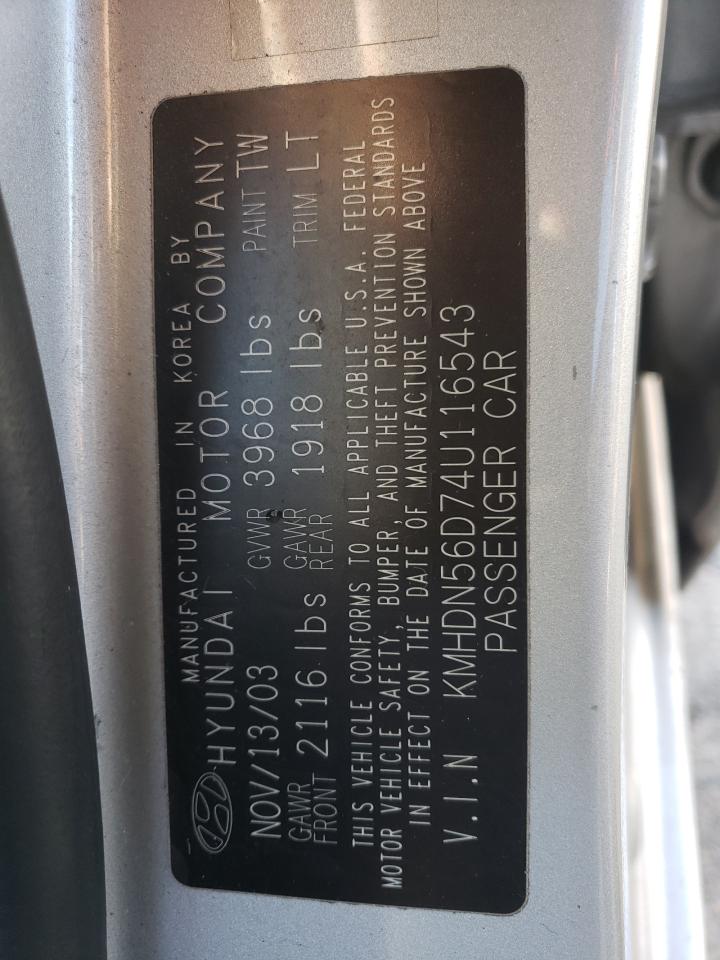 MANUFACTURED IN KOREA BY
HYUNDAI MOTOR COMPANY
NOV/13/03 GVWR 3968 lbs PAINT TW
GAWR FRONT 2116 lbs GAWR REAR 1918 lbs TRIM LT
THIS VEHICLE CONFORMS TO ALL APPLICABLE U.S.A. FEDERAL
MOTOR VEHICLE SAFETY, BUMPER, AND THEFT PREVENTION STANDARDS
IN EFFECT ON THE DATE OF MANUFACTURE SHOWN ABOVE
V.I.N KMHDN56D74U116543
PASSENGER CAR